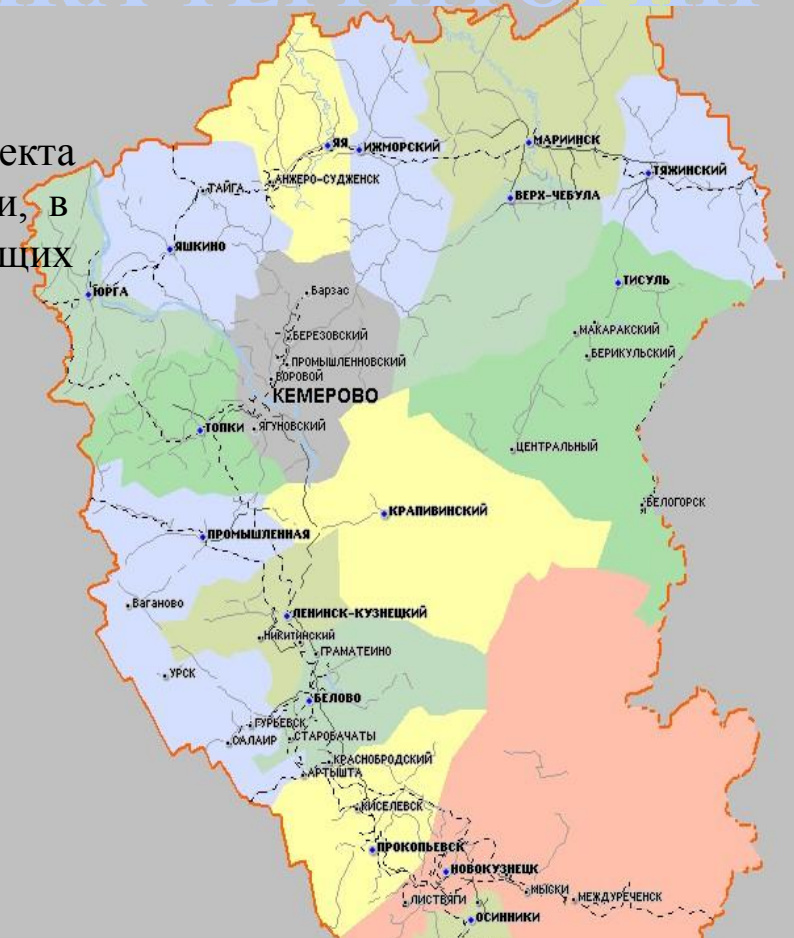 екта
и, в
щих
ЯЯ
ИЖМОРСКИЙ
МАРИИНСК
ТЯЖИНСКИЙ
АНЖЕРО-СУДЖЕНСК
ТАЙГА
ВЕРХ-ЧЕБУЛА
ЯШКИНО
ЮРГА
Барзас
ТИСУЛЬ
БЕРЕЗОВСКИЙ
МАКАРАКСКИЙ
БЕРИКУЛЬСКИЙ
ПРОМЫШЛЕННОВСКИЙ
БОРОВОЙ
КЕМЕРОВО
ТОПКИ
ЯГУНОВСКИЙ
ЦЕНТРАЛЬНЫЙ
БЕЛОГОРСК
КРАПИВИНСКИЙ
ПРОМЫШЛЕННАЯ
Ваганово
ЛЕНИНСК-КУЗНЕЦКИЙ
НИКИТИНСКИЙ
ГРАМАТЕИНО
УРСК
БЕЛОВО
ГУРЬЕВСК
САЛАИР
СТАРОБАЧАТЫ
КРАСНОБРОДСКИЙ
АРТЫШТА
КИСЕЛЕВСК
ПРОКОПЬЕВСК
НОВОКУЗНЕЦК
МЫСКИ
МЕЖДУРЕЧЕНСК
ЛИСТВЯГИ
ОСИННИКИ